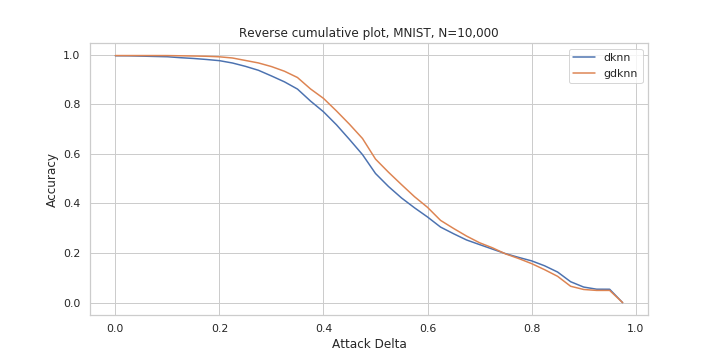 Reverse cumulative plot, MNIST, N=10,000
dknn
gdknn
Accuracy
1.0
0.8
0.6
0.4
0.2
0.0
0.0 0.2 0.4 0.6 0.8 1.0
Attack Delta